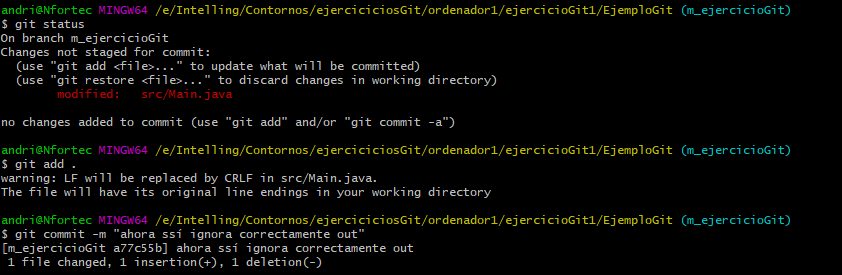 andri@Nfortec MINGW64 /e/Intelling/Contornos/ejerciciciosGit/ordenador1/ejercicioGit1/EjemploGit (m_ejercicioGit)
$ git status
On branch m_ejercicioGit
Changes not staged for commit:
  (use "git add <file>..." to update what will be committed)
  (use "git restore <file>..." to discard changes in working directory)
        modified:   src/Main.java

no changes added to commit (use "git add" and/or "git commit -a")

andri@Nfortec MINGW64 /e/Intelling/Contornos/ejerciciciosGit/ordenador1/ejercicioGit1/EjemploGit (m_ejercicioGit)
$ git add .
warning: LF will be replaced by CRLF in src/Main.java.
The file will have its original line endings in your working directory

andri@Nfortec MINGW64 /e/Intelling/Contornos/ejerciciciosGit/ordenador1/ejercicioGit1/EjemploGit (m_ejercicioGit)
$ git commit -m "ahora ssí ignora correctamente out"
[m_ejercicioGit a77c55b] ahora ssí ignora correctamente out
 1 file changed, 1 insertion(+), 1 deletion(-)